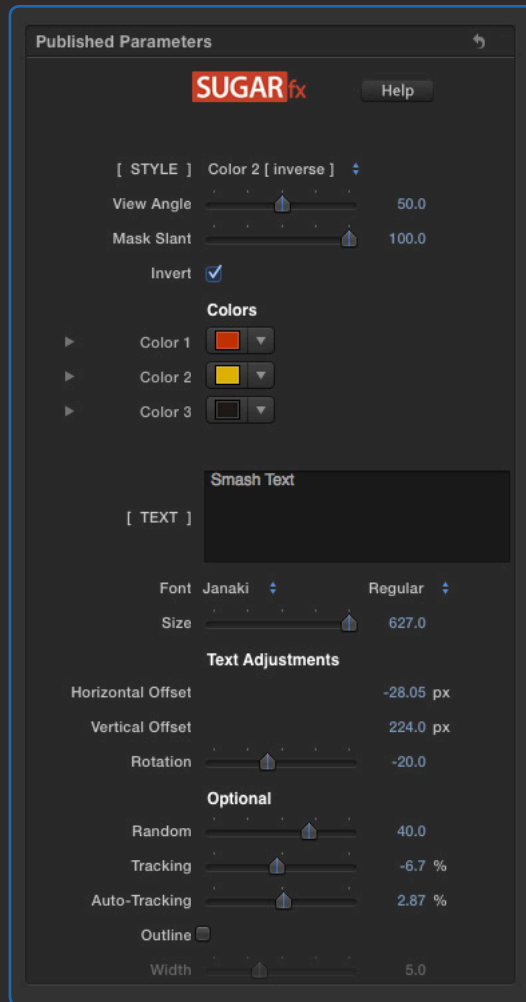 Published Parameters
SUGARfx Help
[ STYLE ] Color 2 [ inverse ]
View Angle 50.0
Mask Slant 100.0
Invert
Colors
Color 1
Color 2
Color 3
Smash Text
[ TEXT ]
Font Janaki Regular
Size 627.0
Text Adjustments
Horizontal Offset -28.05 px
Vertical Offset 224.0 px
Rotation -20.0
Optional
Random 40.0
Tracking -6.7 %
Auto-Tracking 2.87 %
Outline
Width 5.0